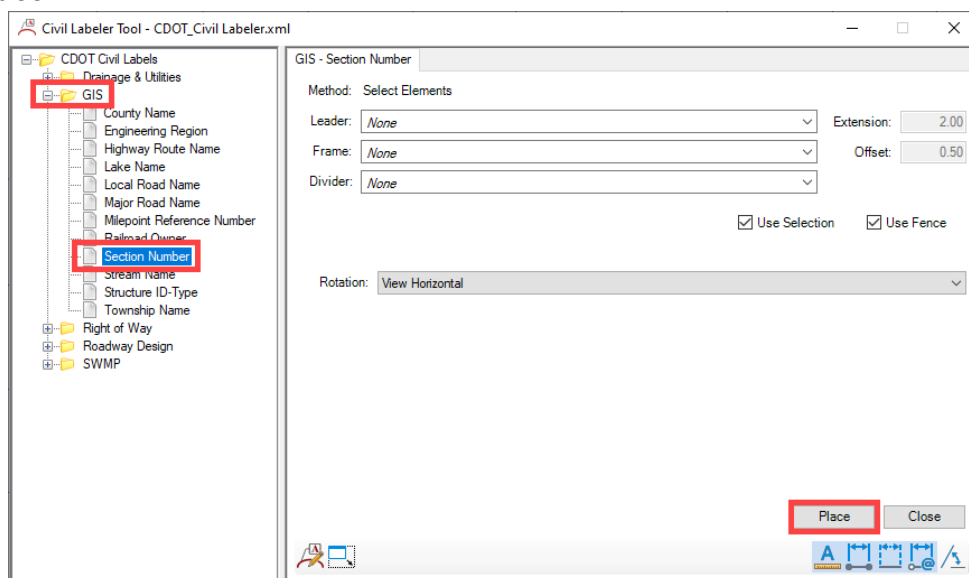 Civil Labeler Tool - CDOT_Civil Labeler.xml
CDOT Civil Labels
Drainage & Utilities
GIS
County Name
Engineering Region
Highway Route Name
Lake Name
Local Road Name
Major Road Name
Milepoint Reference Number
Railroad Owner
Section Number
Stream Name
Structure ID-Type
Township Name
Right of Way
Roadway Design
SWMP
GIS - Section Number
Method: Select Elements
Leader: None Extension: 2.00
Frame: None Offset: 0.50
Divider: None
Use Selection Use Fence
Rotation: View Horizontal
Place Close